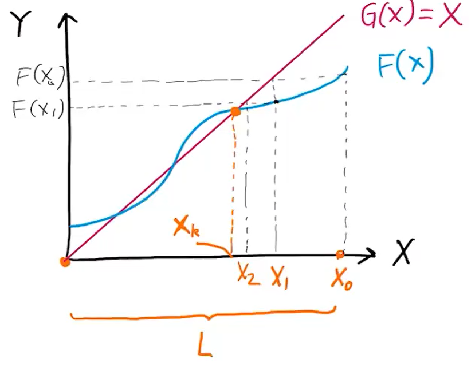 Y
G(x)=X
F(x)
F(x₀)
F(x₁)
X
Xₖ
X₂
X₁
X₀
L